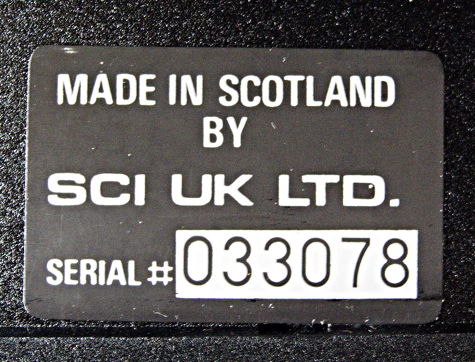 MADE IN SCOTLAND
BY
SCI UK LTD.
SERIAL # 033078